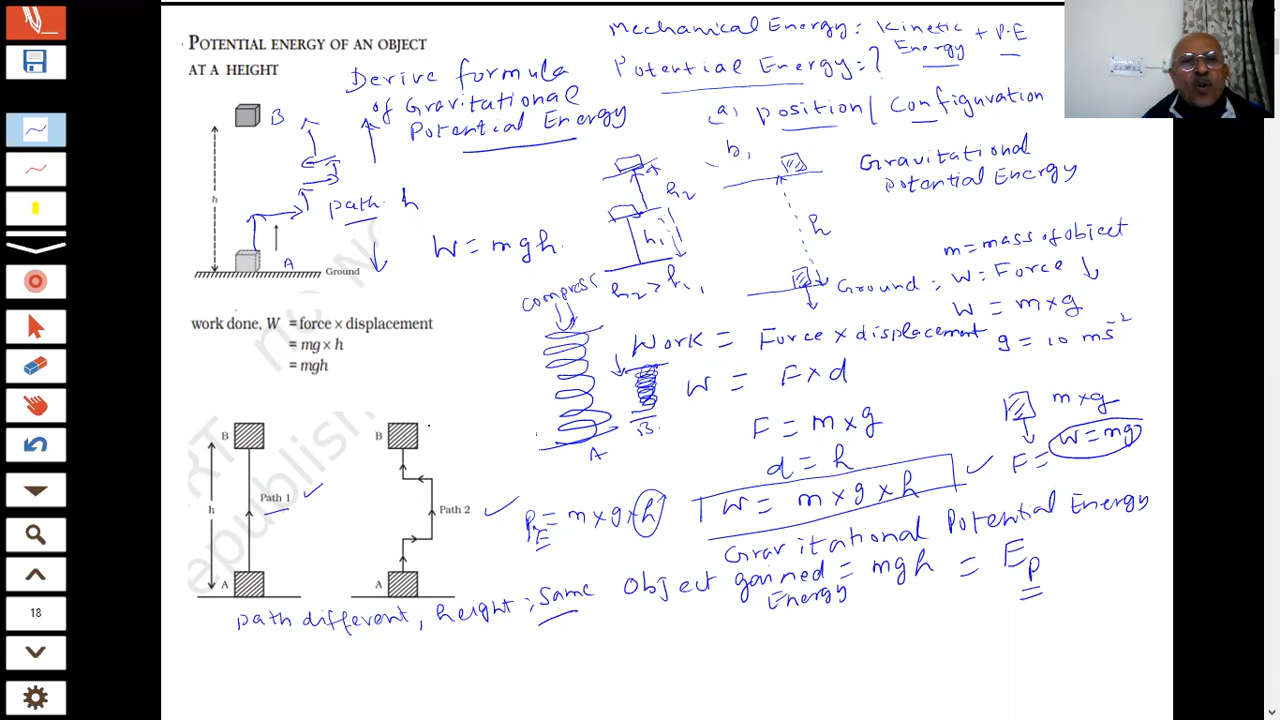 POTENTIAL ENERGY OF AN OBJECT
AT A HEIGHT
Mechanical Energy = Kinetic Energy + P.E
Potential Energy = ?
(a) position / Configuration
(b)
Derive formula
of Gravitational
Potential Energy
B
h
path h
A
Ground
W = mgh
h2
h1
h2 > h1
h
Gravitational
Potential Energy
Ground
m = mass of object
W = Force ↓
W = m × g
g = 10 ms-2
work done, W = force × displacement
= mg × h
= mgh
compress
A
B
Work = Force × displacement
W = F × d
F = m × g
d = h
W = m × g × h
m × g
F = W = mg
B
h
Path 1
A
B
Path 2
A
PE = m × g × h
Gravitational Potential Energy
Object gained Energy = mgh = Ep
path different, height = Same
18